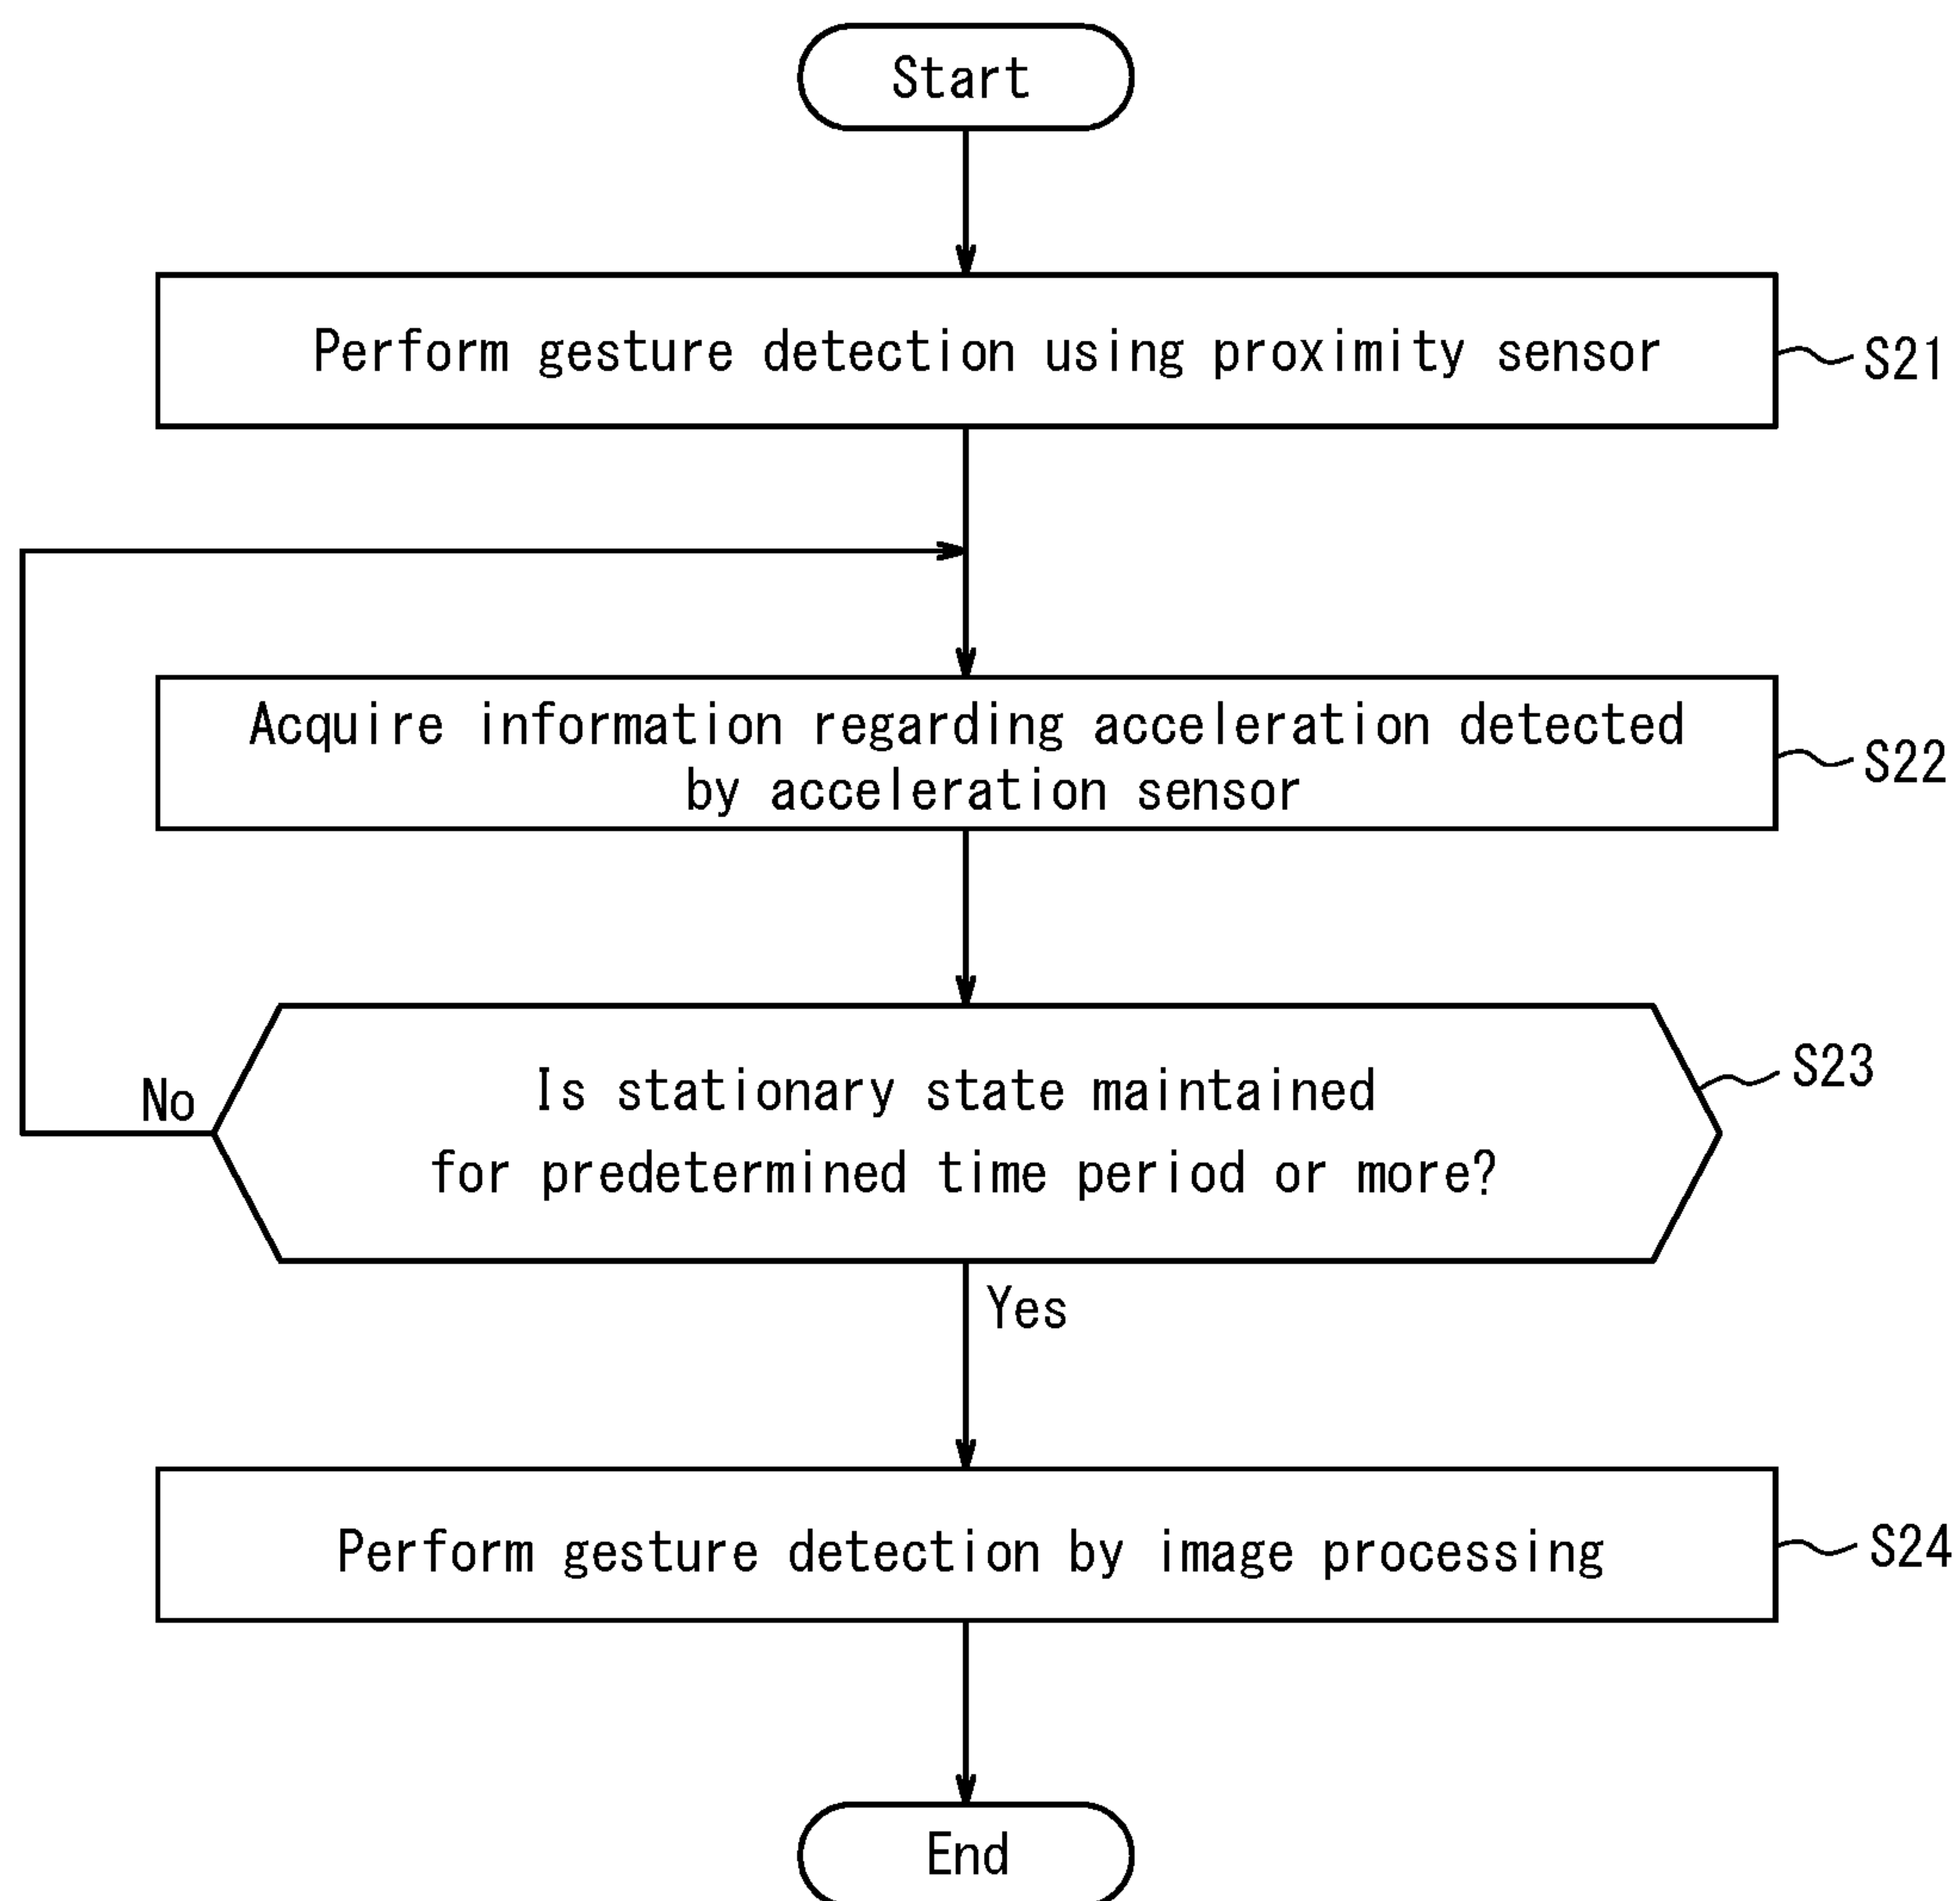 Start
Perform gesture detection using proximity sensor
S21
Acquire information regarding acceleration detected
by acceleration sensor
S22
Is stationary state maintained
for predetermined time period or more?
S23
No
Yes
Perform gesture detection by image processing
S24
End